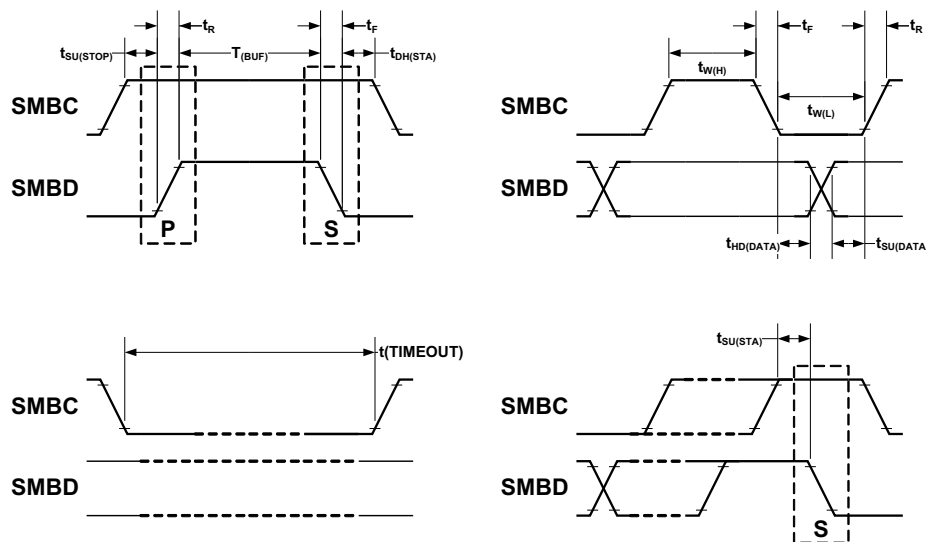 tR
tF
tSU(STOP)
T(BUF)
tDH(STA)
SMBC
SMBD
P
S
tF
tR
tW(H)
SMBC
tW(L)
SMBD
tHD(DATA)
tSU(DATA
t(TIMEOUT)
SMBC
SMBD
tSU(STA)
SMBC
SMBD
S